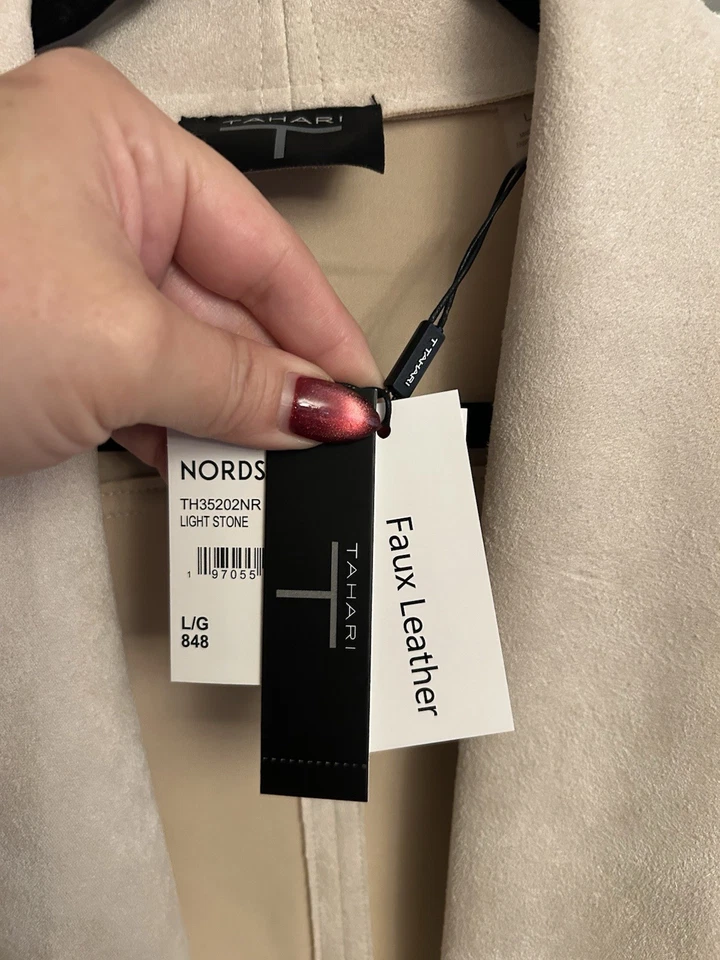 TAHARI
T
T TAHARI
NORDS
TH35202NR
LIGHT STONE
1 97055
L/G
848
T
TAHARI
Faux Leather